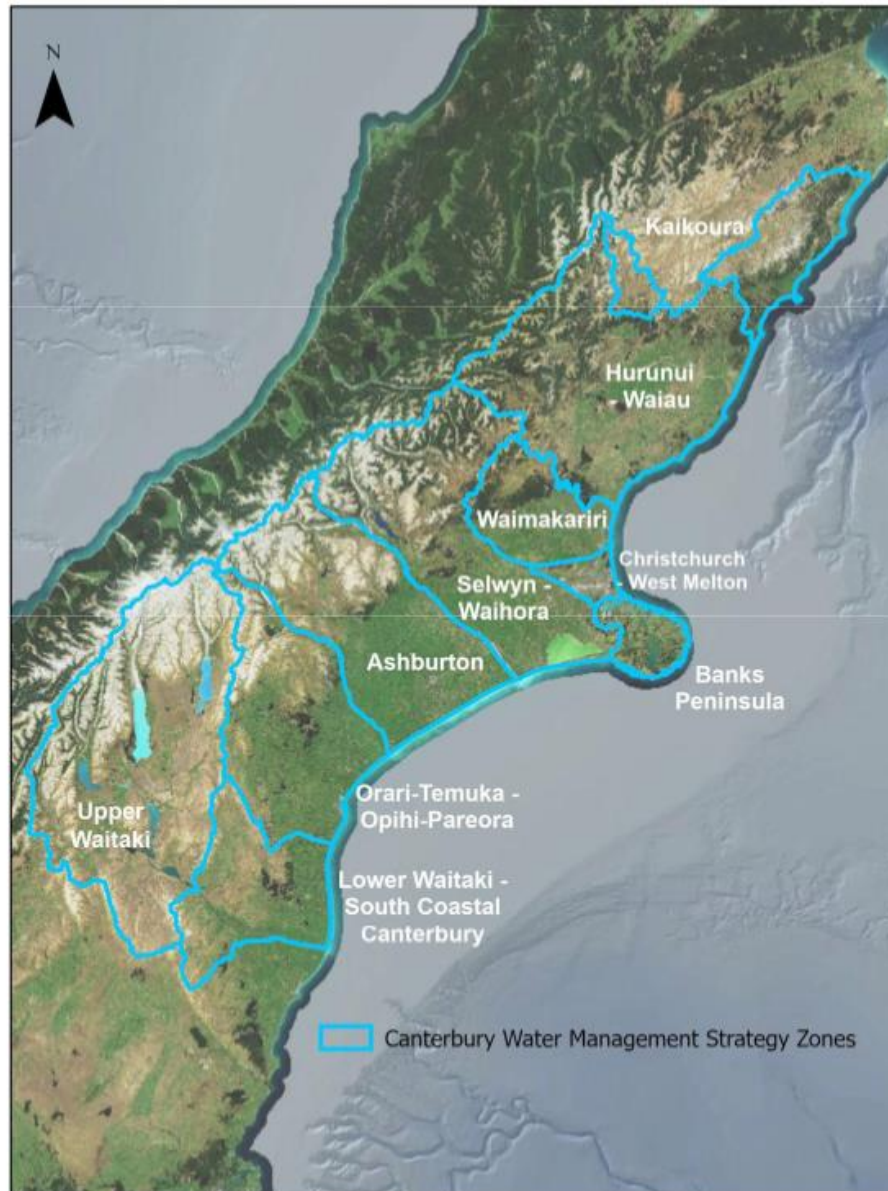 N
Kaikoura
Hurunui
- Waiau
Waimakariri
Christchurch
- West Melton
Selwyn -
Waihora
Ashburton
Banks
Peninsula
Orari-Temuka -
Opihi-Pareora
Upper
Waitaki
Lower Waitaki -
South Coastal
Canterbury
Canterbury Water Management Strategy Zones